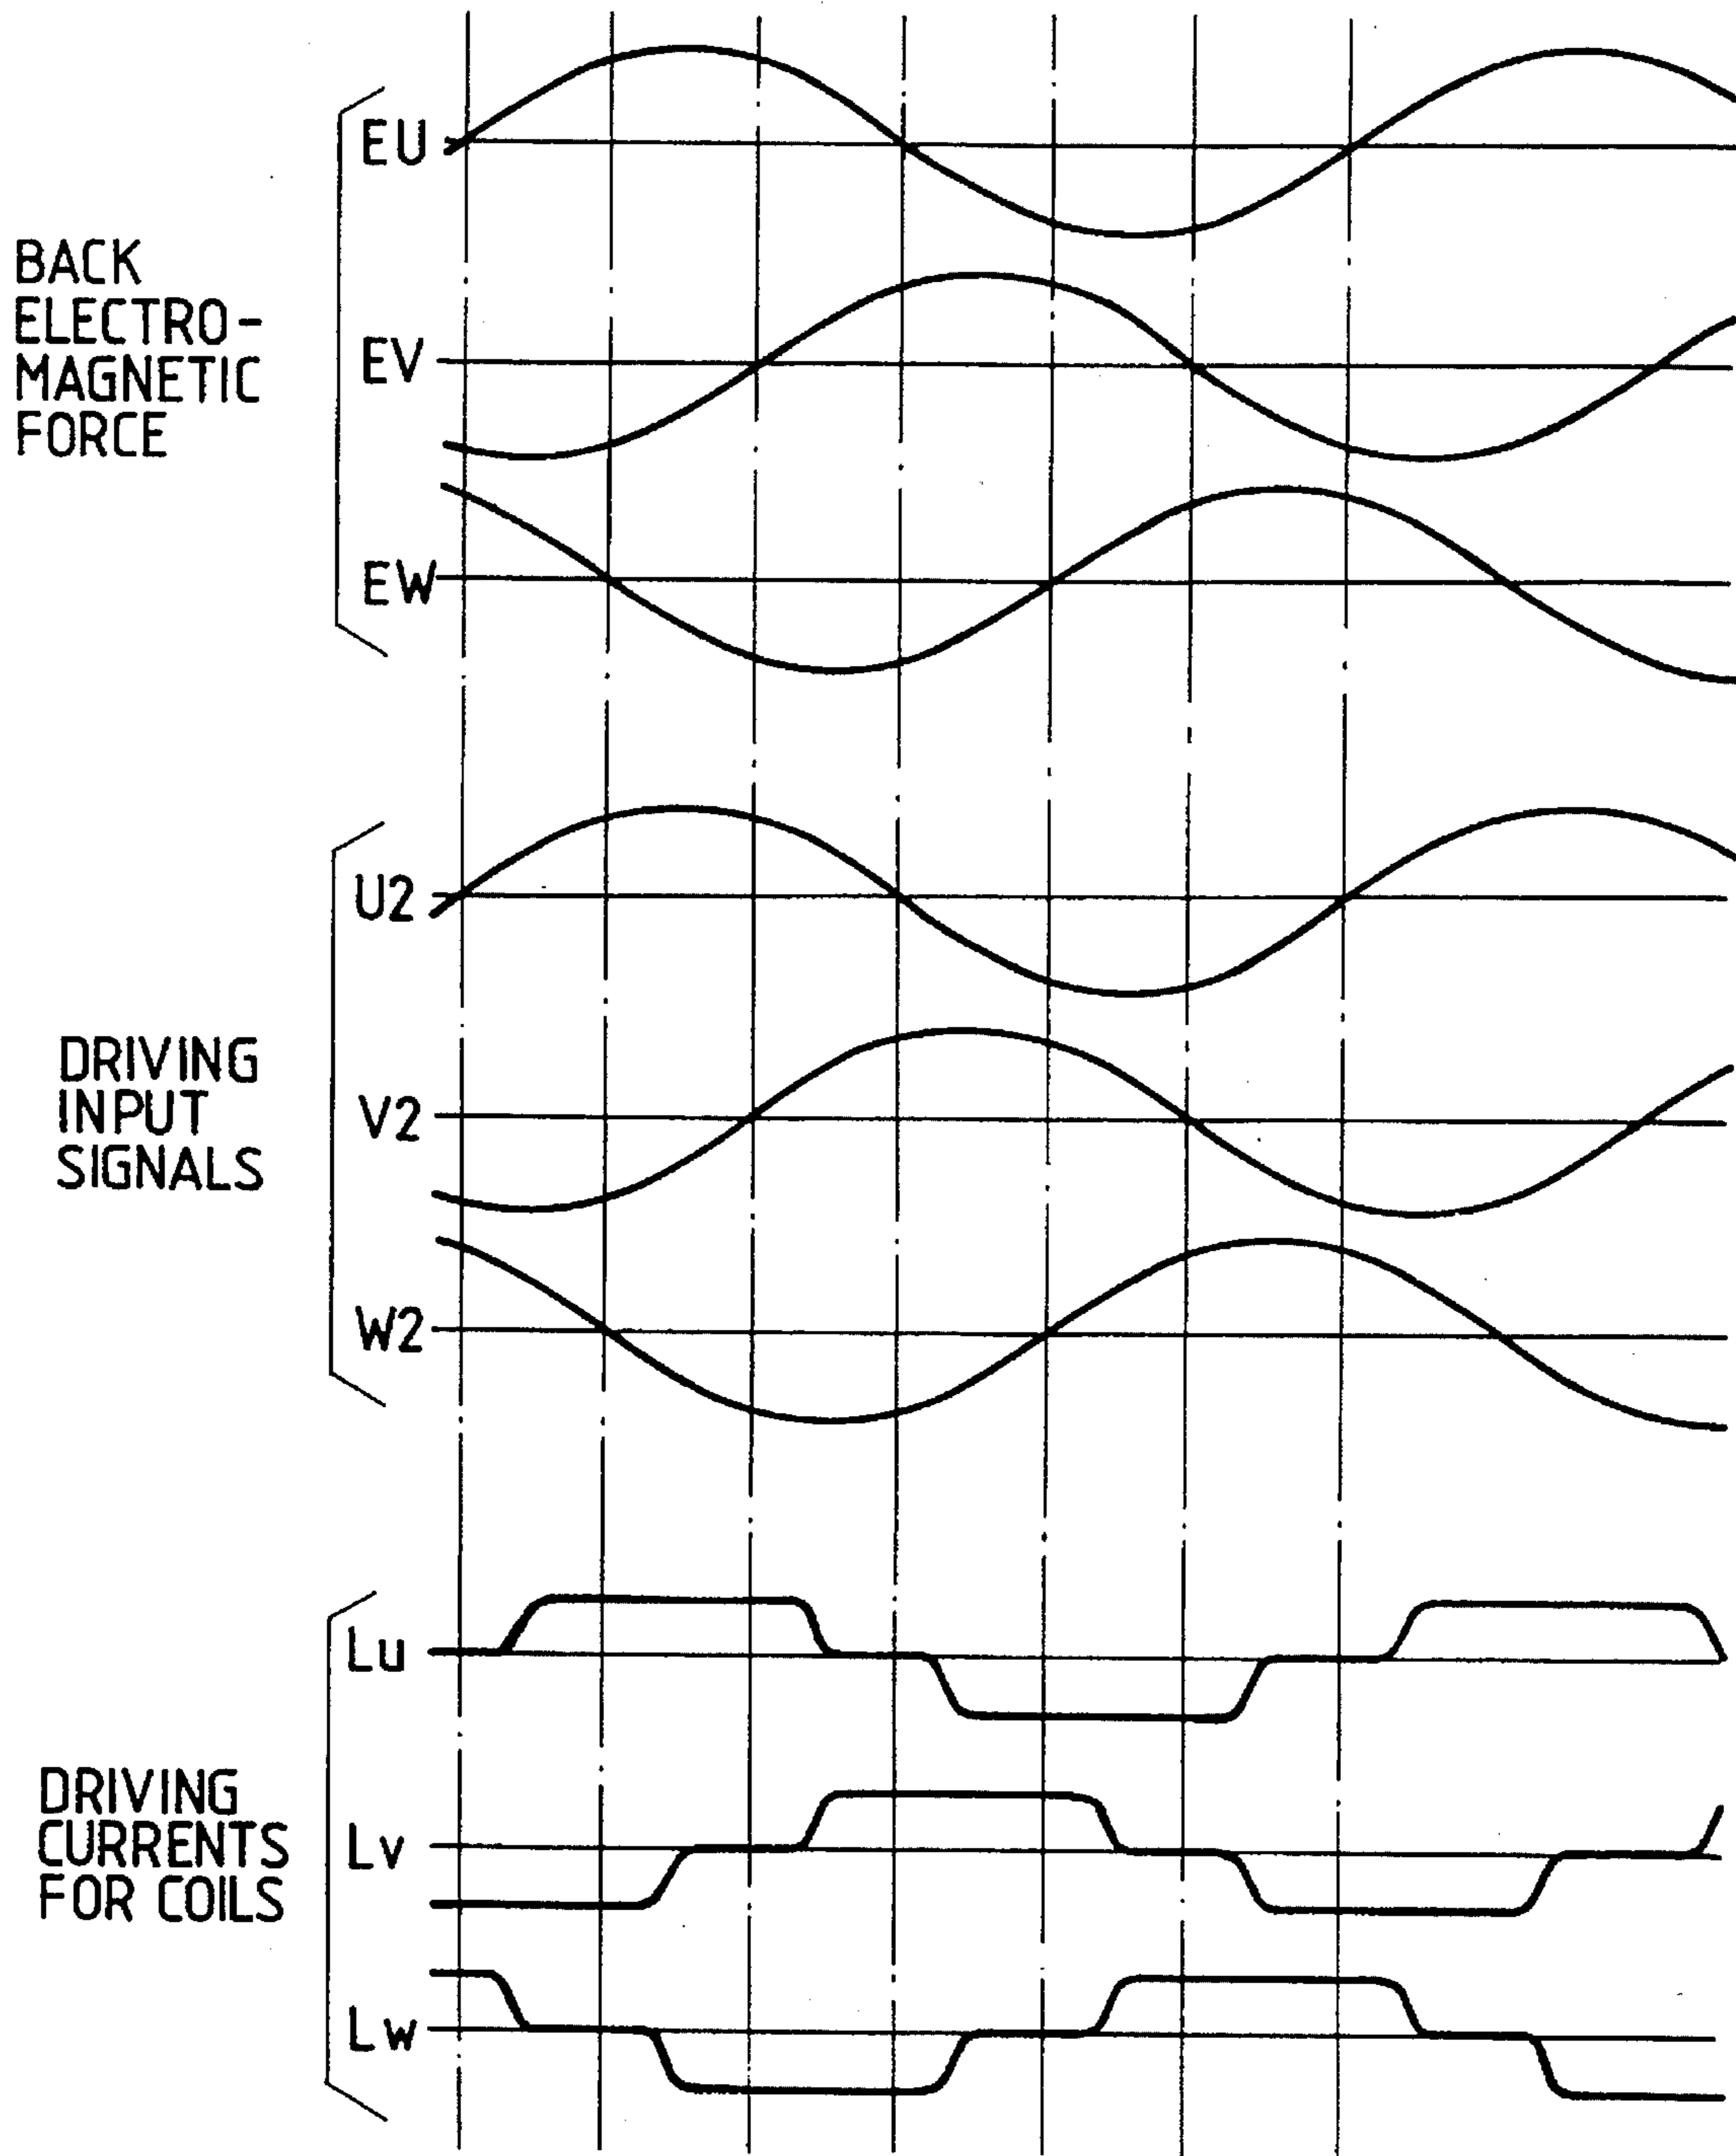 BACK
ELECTRO-
MAGNETIC
FORCE
EU
EV
EW
DRIVING
INPUT
SIGNALS
U2
V2
W2
DRIVING
CURRENTS
FOR COILS
Lu
Lv
Lw